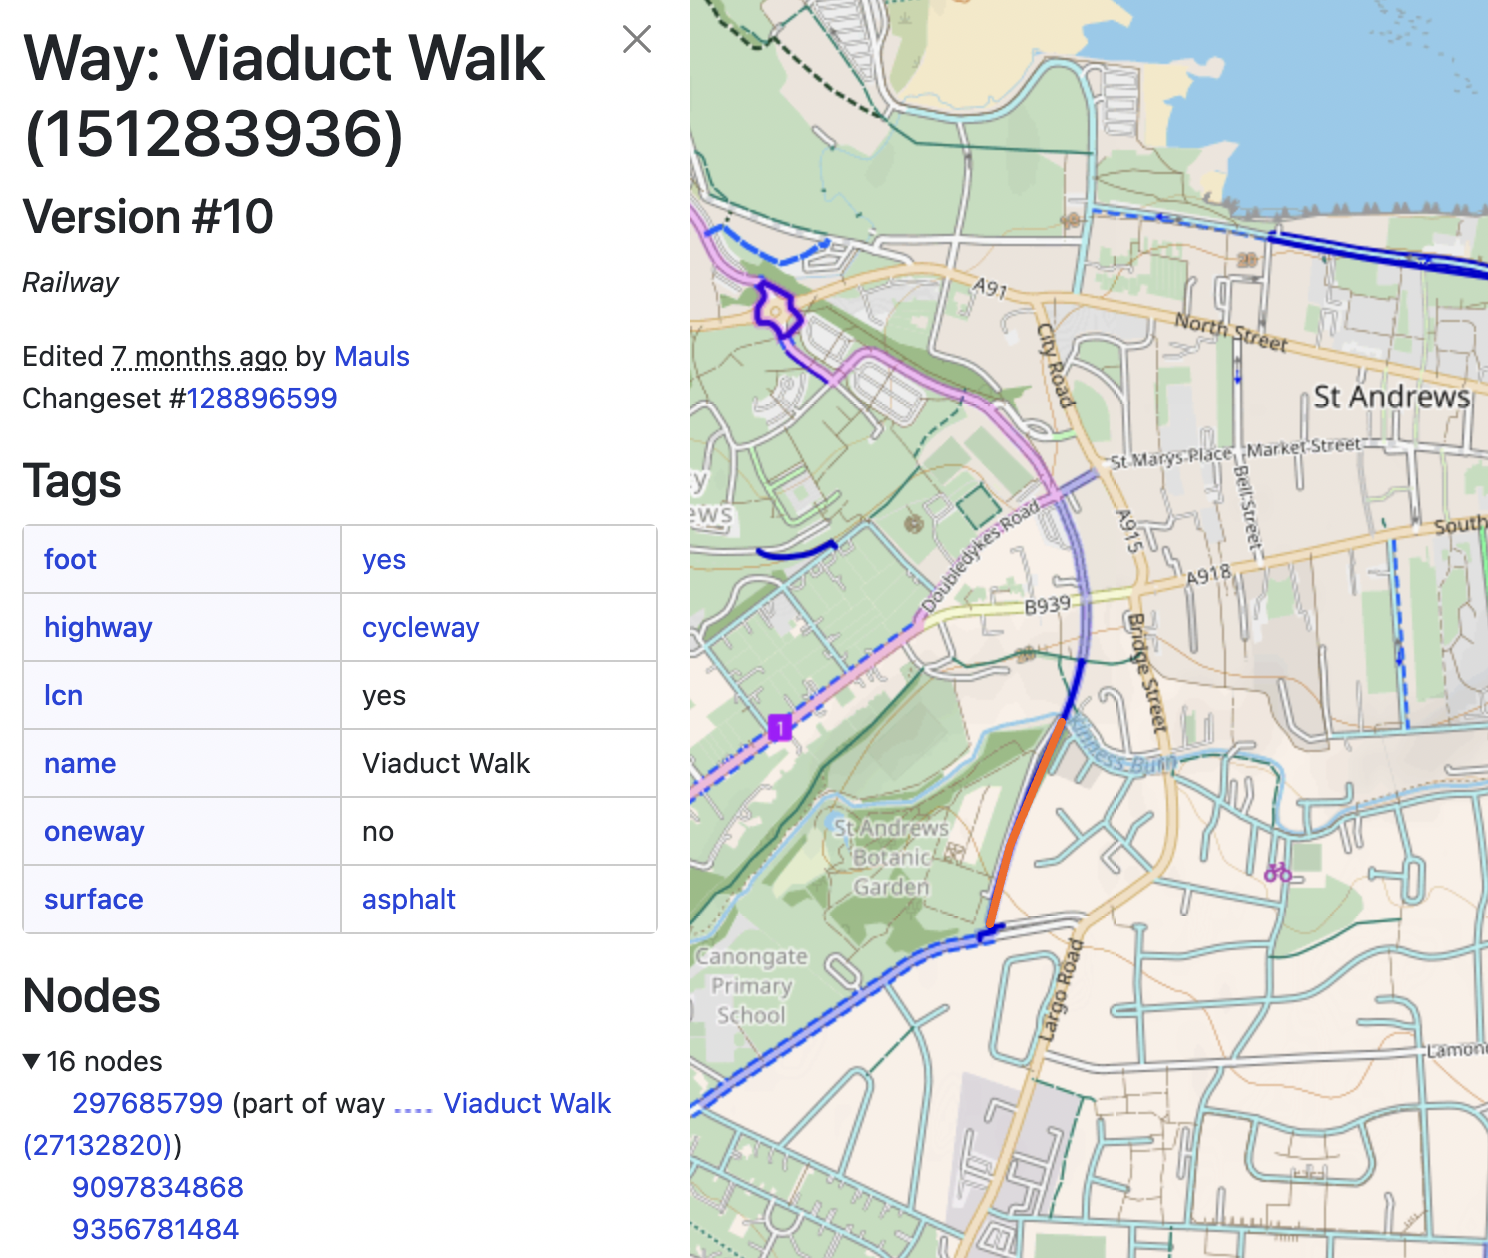 Way: Viaduct Walk
(151283936)
Version #10
Railway
Edited 7 months ago by Mauls
Changeset #128896599
Tags
foot yes
highway cycleway
lcn yes
name Viaduct Walk
oneway no
surface asphalt
Nodes
▼ 16 nodes
297685799 (part of way Viaduct Walk
(27132820))
9097834868
9356781484
A91
North Street
City Road
St Andrews
St Marys Place
Market Street
Bell Street
South
y
ews
Doubledykes Road
A915
A918
B939
20
20
Bridge Street
1
Kinness Burn
St Andrews
Botanic
Garden
Canongate
Primary
School
Largo Road
Lamond